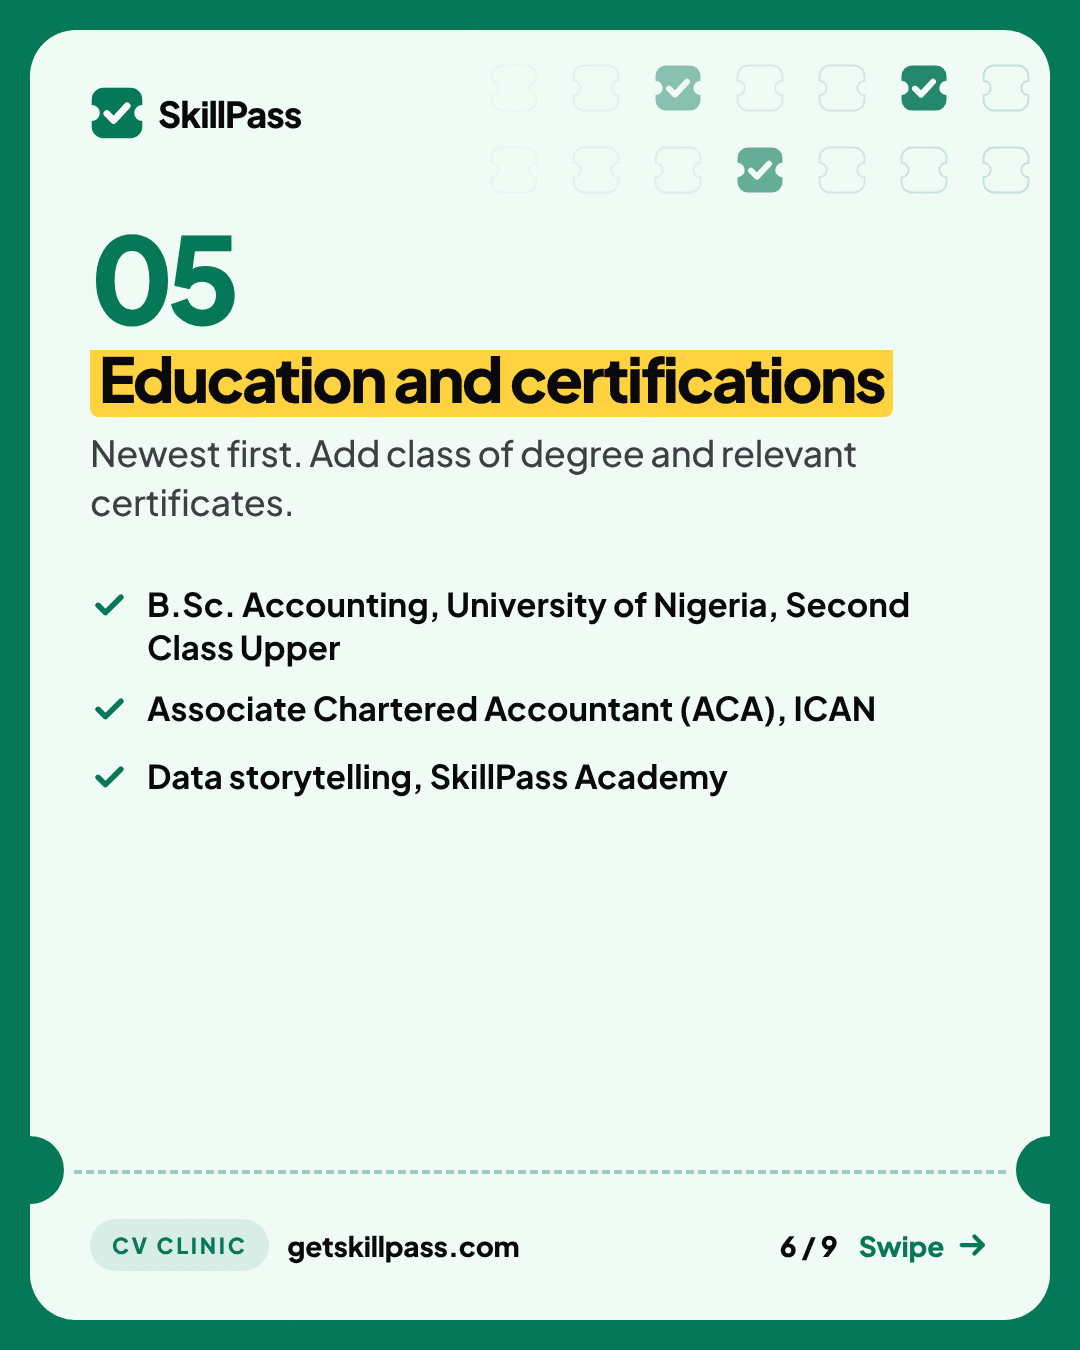 SkillPass
05
Education and certifications
Newest first. Add class of degree and relevant
certificates.
B.Sc. Accounting, University of Nigeria, Second
Class Upper
Associate Chartered Accountant (ACA), ICAN
Data storytelling, SkillPass Academy
CV CLINIC getskillpass.com 6 / 9 Swipe →